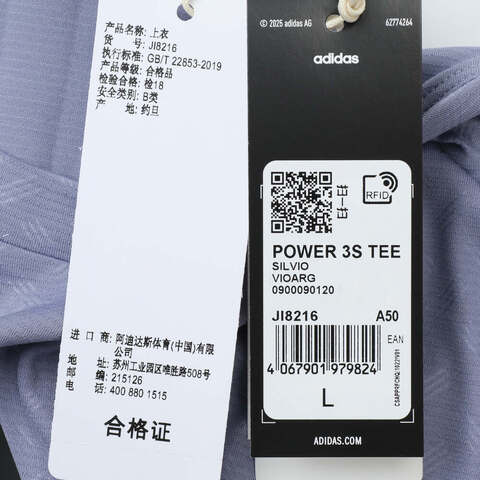 产品名称: 上衣
货 号: JI8216
执行标准: GB/T 22853-2019
产品等级: 合格品
检验合格: 检18
安全类别: B类
产 地: 约旦
进 口 商: 阿迪达斯体育(中国)有限
公司
地 址: 苏州工业园区唯胜路508号
邮 编: 215126
电 话: 400 880 1515
合格证
© 2025 adidas AG
62774264
adidas
RFID
POWER 3S TEE
SILVIO
VIOARG
0900090120
JI8216 A50
EAN
4 067901 979824
L
ADIDAS.COM